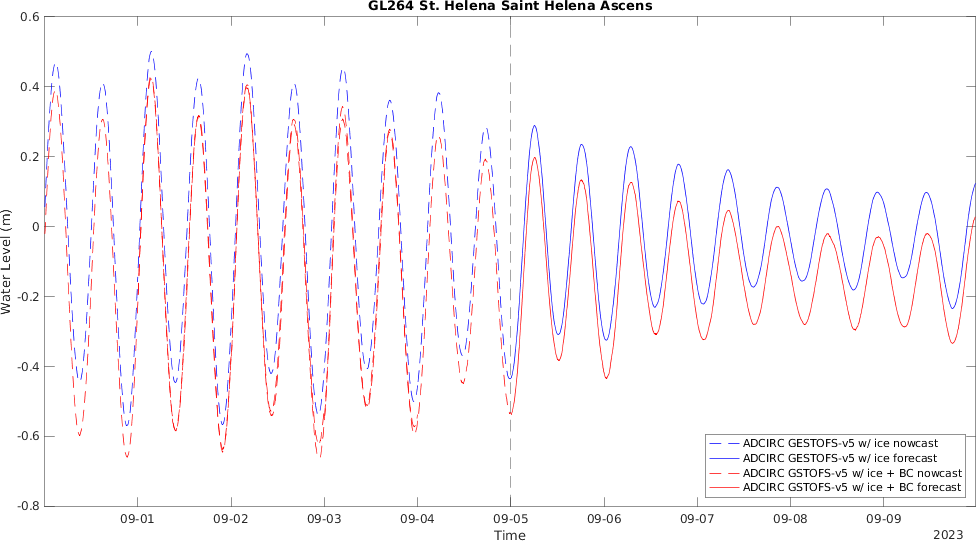 GL264 St. Helena Saint Helena Ascens
0.6
0.4
0.2
0
-0.2
-0.4
-0.6
-0.8
Water Level (m)
09-01 09-02 09-03 09-04 09-05 09-06 09-07 09-08 09-09
Time
2023
ADCIRC GESTOFS-v5 w/ ice nowcast
ADCIRC GESTOFS-v5 w/ ice forecast
ADCIRC GSTOFS-v5 w/ ice + BC nowcast
ADCIRC GSTOFS-v5 w/ ice + BC forecast